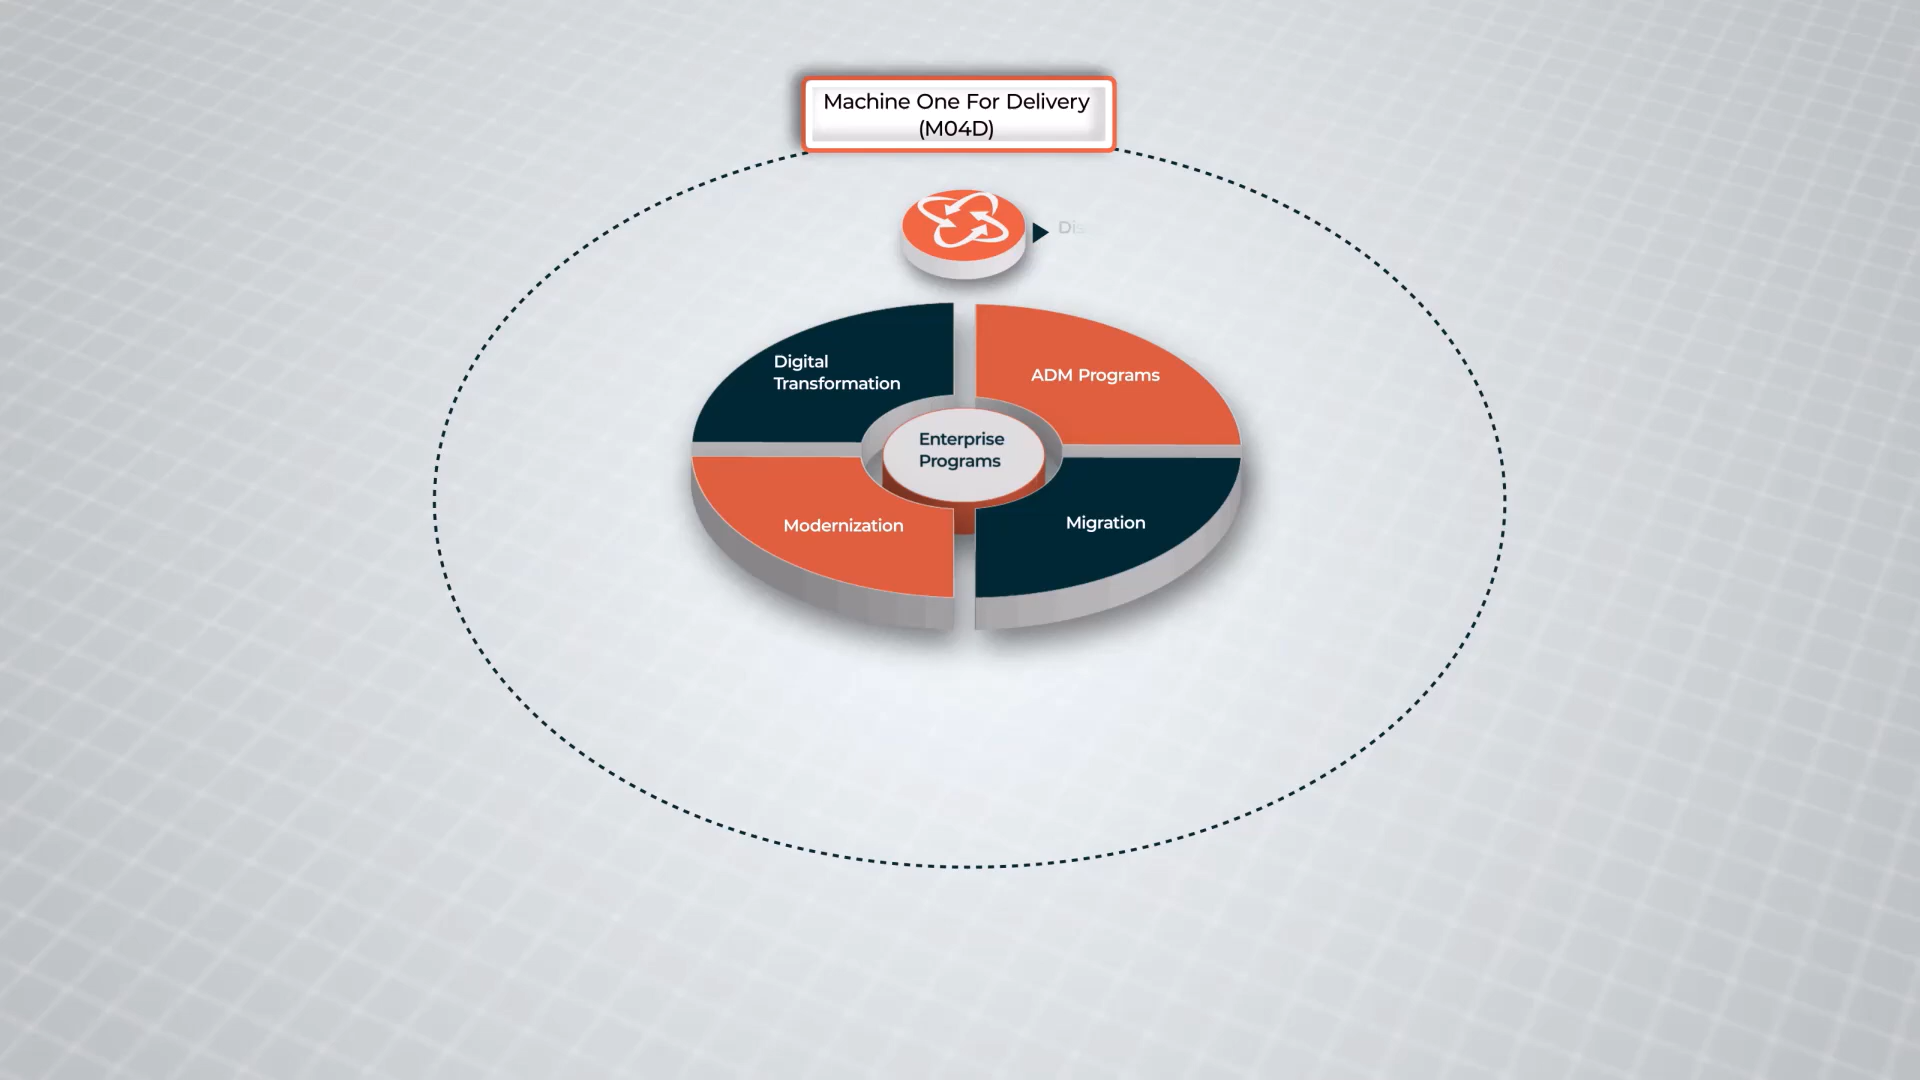 Machine One For Delivery
(M04D)
Digital
Transformation
ADM Programs
Enterprise
Programs
Modernization
Migration